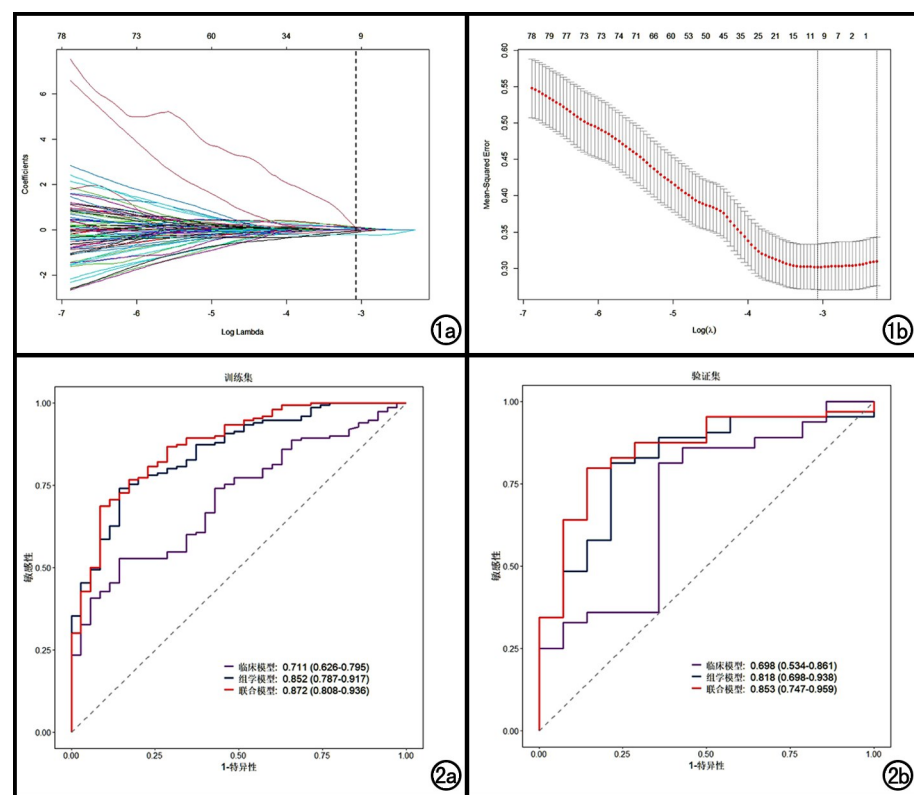 78 73 60 34 9
6
4
2
0
-2
Coefficients
-7 -6 -5 -4 -3
Log Lambda
1a
78 79 77 73 73 74 71 66 60 53 50 45 35 25 21 15 11 9 7 2 1
0.60
0.55
0.50
0.45
0.40
0.35
0.30
Mean-Squared Error
-7 -6 -5 -4 -3
Log(λ)
1b
训练集
1.00
0.75
0.50
0.25
0.00
敏感性
临床模型: 0.711 (0.626-0.795)
组学模型: 0.852 (0.787-0.917)
联合模型: 0.872 (0.808-0.936)
0.00 0.25 0.50 0.75 1.00
1-特异性
2a
验证集
1.00
0.75
0.50
0.25
0.00
敏感性
临床模型: 0.698 (0.534-0.861)
组学模型: 0.818 (0.698-0.938)
联合模型: 0.853 (0.747-0.959)
0.00 0.25 0.50 0.75 1.00
1-特异性
2b